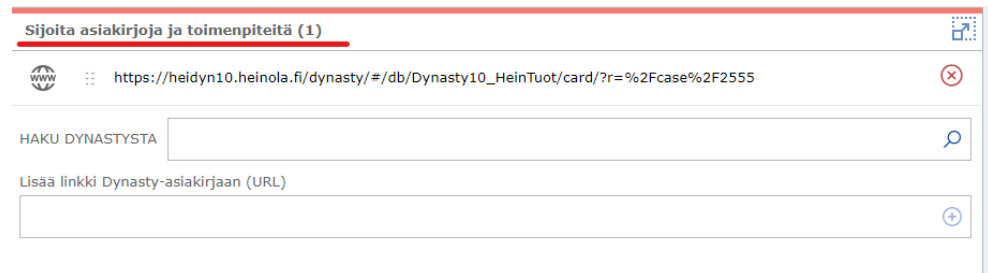 Sijoita asiakirjoja ja toimenpiteitä (1)
www https://heidyn10.heinola.fi/dynasty/#/db/Dynasty10_HeinTuot/card/?r=%2Fcase%2F2555
HAKU DYNASTYSTA
Lisää linkki Dynasty-asiakirjaan (URL)